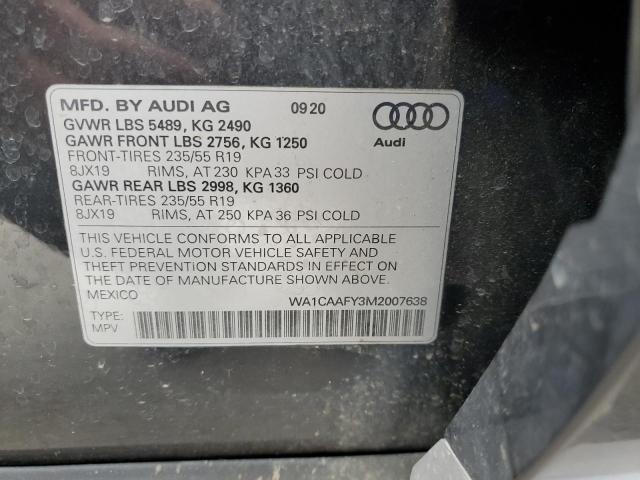 MFD. BY AUDI AG 0920
GVWR LBS 5489, KG 2490
GAWR FRONT LBS 2756, KG 1250
Audi
FRONT-TIRES 235/55 R19
8JX19 RIMS, AT 230 KPA 33 PSI COLD
GAWR REAR LBS 2998, KG 1360
REAR-TIRES 235/55 R19
8JX19 RIMS, AT 250 KPA 36 PSI COLD
THIS VEHICLE CONFORMS TO ALL APPLICABLE
U.S. FEDERAL MOTOR VEHICLE SAFETY AND
THEFT PREVENTION STANDARDS IN EFFECT ON
THE DATE OF MANUFACTURE SHOWN ABOVE.
MEXICO WA1CAAFY3M2007638
TYPE:
MPV